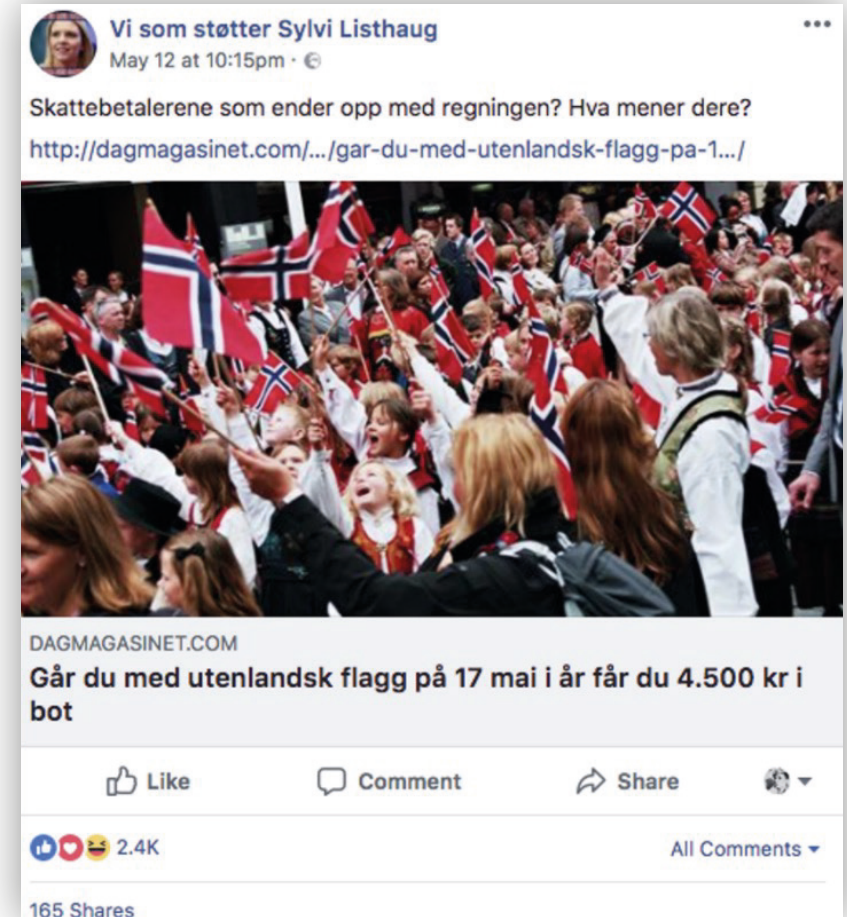 Vi som støtter Sylvi Listhaug
May 12 at 10:15pm ·
Skattebetalerene som ender opp med regningen? Hva mener dere?
http://dagmagasinet.com/.../gar-du-med-utenlandsk-flagg-pa-1.../
DAGMAGASINET.COM
Går du med utenlandsk flagg på 17 mai i år får du 4.500 kr i
bot
Like Comment Share
2.4K All Comments
165 Shares